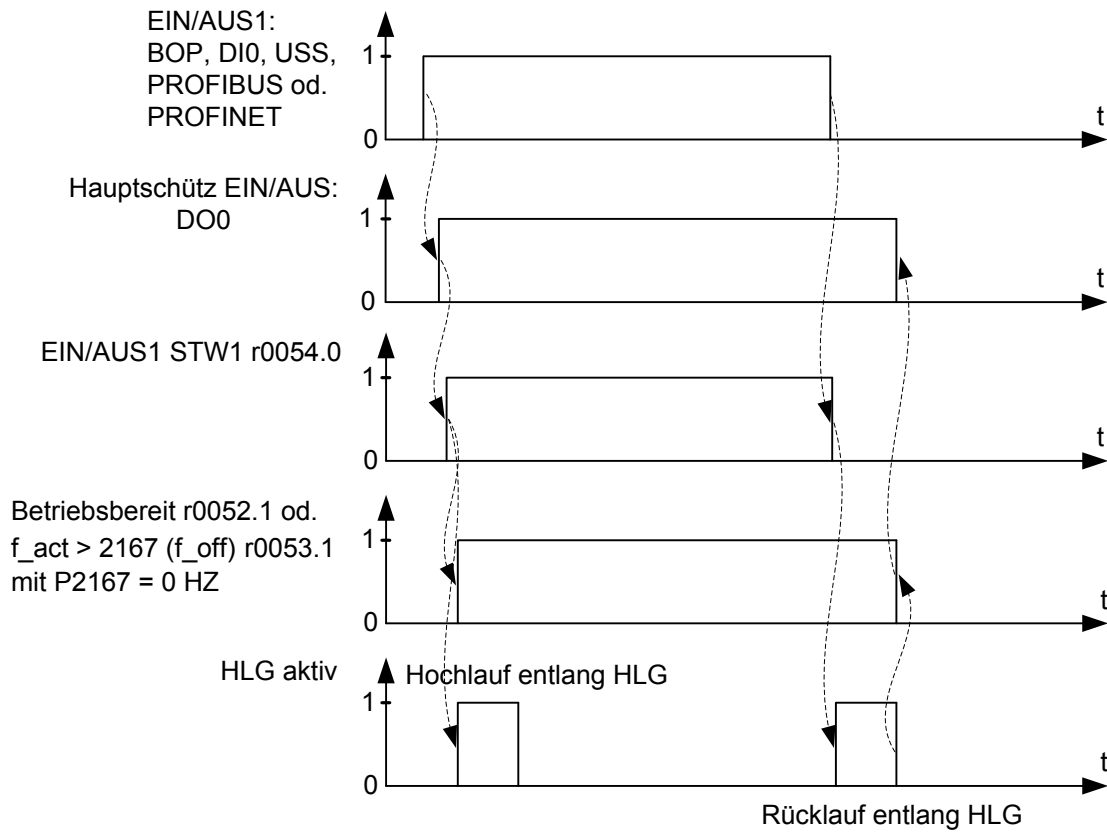 EIN/AUS1:
BOP, DI0, USS,
PROFIBUS od.
PROFINET
1
0
t
Hauptschütz EIN/AUS:
DO0
1
0
t
EIN/AUS1 STW1 r0054.0
1
0
t
Betriebsbereit r0052.1 od.
f_act > 2167 (f_off) r0053.1
mit P2167 = 0 HZ
1
0
t
HLG aktiv
Hochlauf entlang HLG
1
0
t
Rücklauf entlang HLG